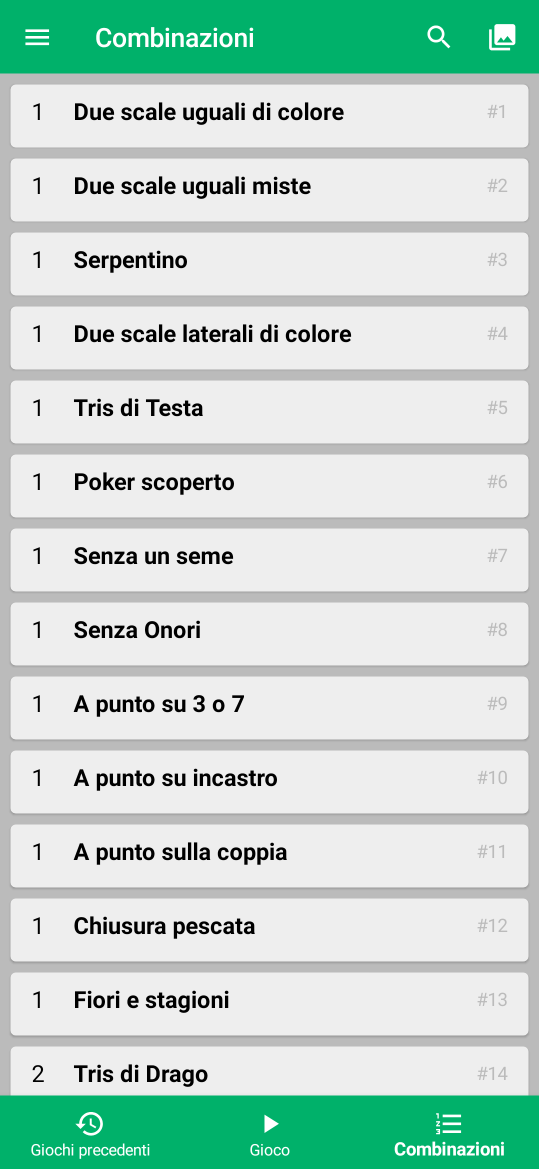 Combinazioni
1 Due scale uguali di colore #1
1 Due scale uguali miste #2
1 Serpentino #3
1 Due scale laterali di colore #4
1 Tris di Testa #5
1 Poker scoperto #6
1 Senza un seme #7
1 Senza Onori #8
1 A punto su 3 o 7 #9
1 A punto su incastro #10
1 A punto sulla coppia #11
1 Chiusura pescata #12
1 Fiori e stagioni #13
2 Tris di Drago #14
Giochi precedenti Gioco Combinazioni